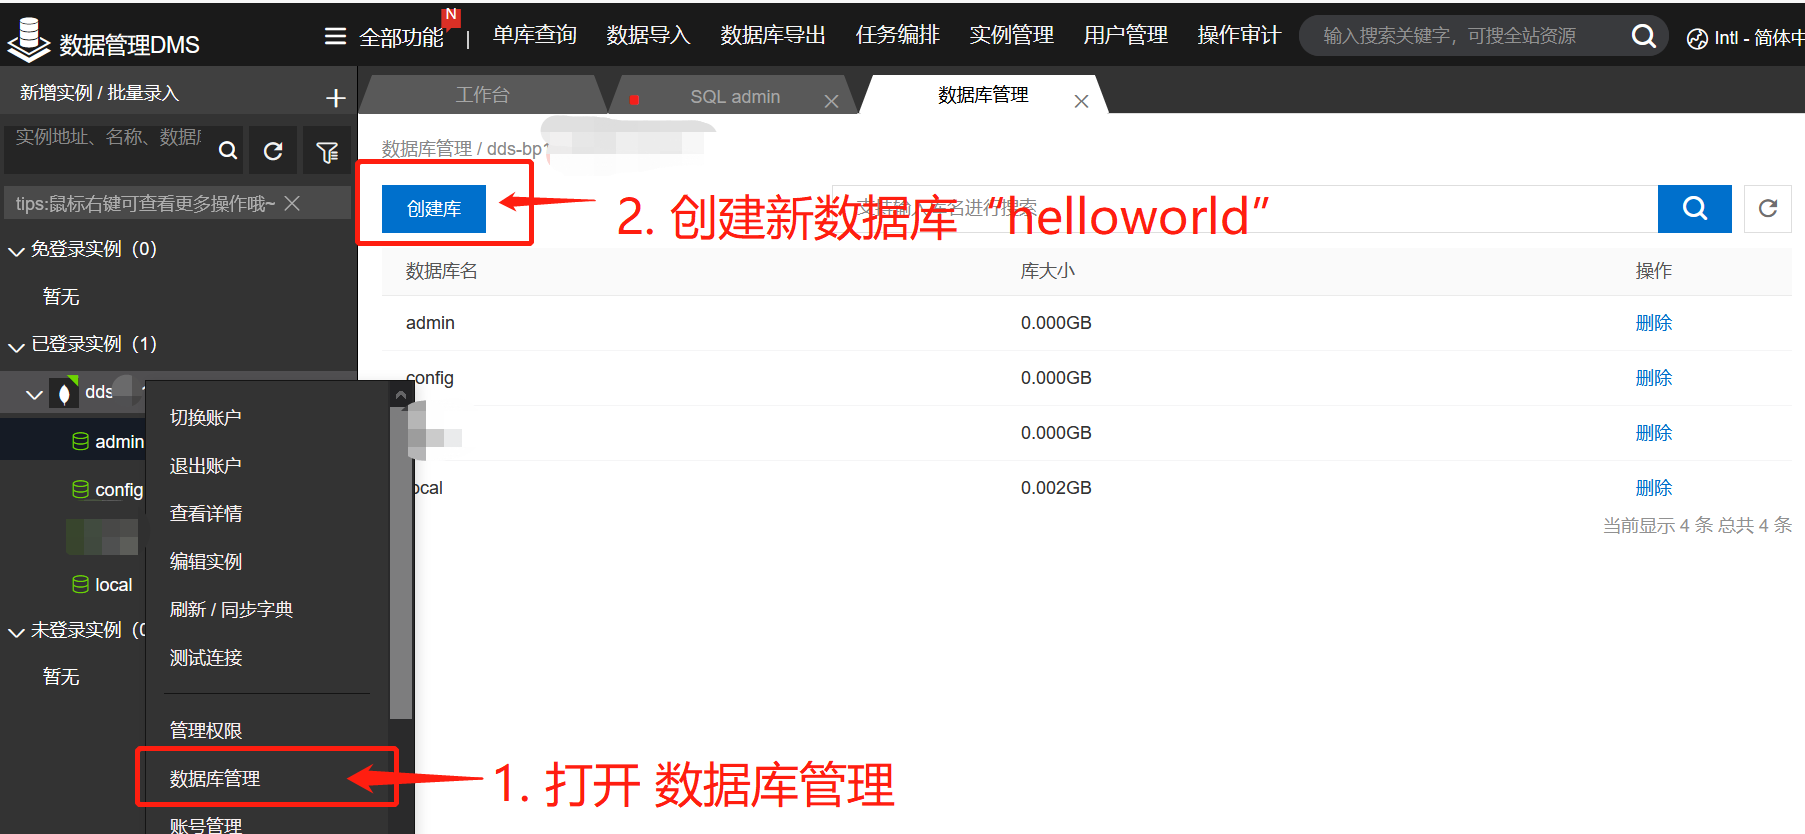 数据管理DMS
全部功能
N
单库查询
数据导入
数据库导出
任务编排
实例管理
用户管理
操作审计
输入搜索关键字，可搜全站资源
Intl - 简体中
新增实例 / 批量录入
工作台
SQL admin
数据库管理
实例地址、名称、数据库
数据库管理 / dds-bp1
tips:鼠标右键可查看更多操作哦~
创建库
2. 创建新数据库 “helloworld”
支持输入库名进行搜索
免登录实例（0）
暂无
已登录实例（1）
dds
admin
config
local
未登录实例（0
暂无
切换账户
退出账户
查看详情
编辑实例
刷新 / 同步字典
测试连接
管理权限
数据库管理
账号管理
1. 打开 数据库管理
数据库名 库大小 操作
admin 0.000GB 删除
config 0.000GB 删除
0.000GB 删除
ocal 0.002GB 删除
当前显示 4 条 总共 4 条